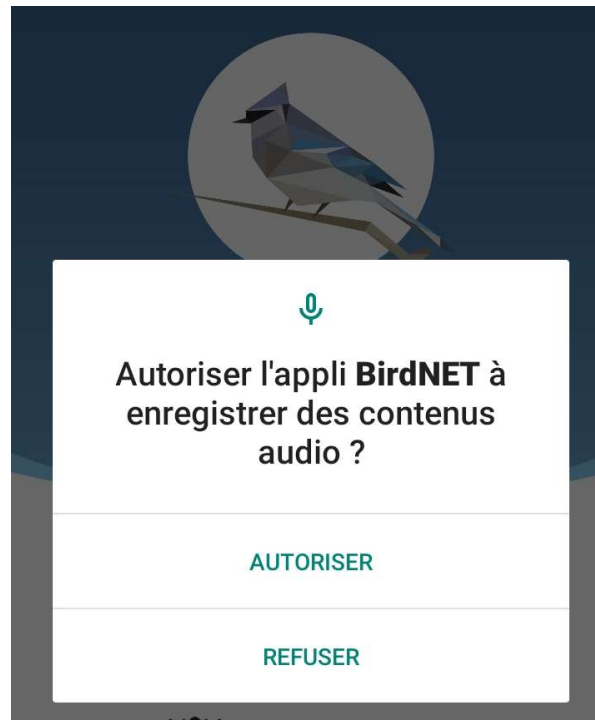 Autoriser l'appli BirdNET à
enregistrer des contenus
audio ?
AUTORISER
REFUSER